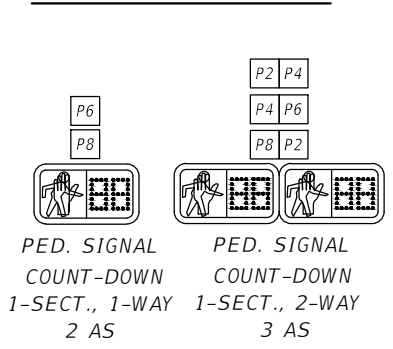 P2 P4
P6
P4 P6
P8
P8 P2
PED. SIGNAL
COUNT-DOWN
1-SECT., 1-WAY
2 AS
PED. SIGNAL
COUNT-DOWN
1-SECT., 2-WAY
3 AS